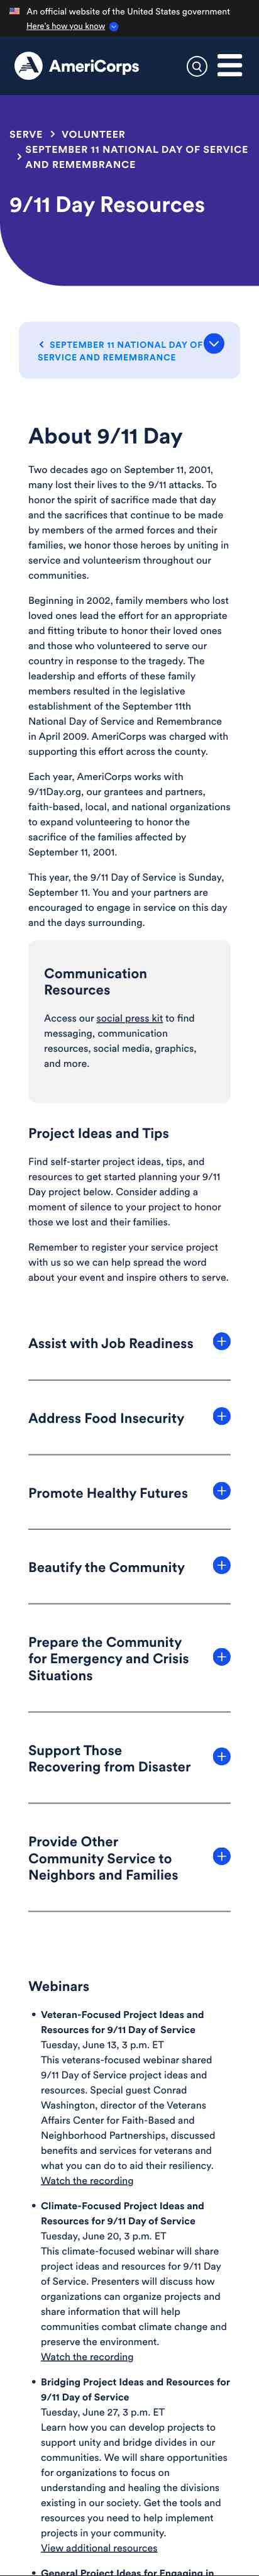 An official website of the United States government
Here's how you know
AmeriCorps
SERVE > VOLUNTEER
> SEPTEMBER 11 NATIONAL DAY OF SERVICE
AND REMEMBRANCE
9/11 Day Resources
< SEPTEMBER 11 NATIONAL DAY OF
SERVICE AND REMEMBRANCE
About 9/11 Day
Two decades ago on September 11, 2001,
many lost their lives to the 9/11 attacks. To
honor the spirit of sacrifice made that day
and the sacrifices that continue to be made
by members of the armed forces and their
families, we honor those heroes by uniting in
service and volunteerism throughout our
communities.
Beginning in 2002, family members who lost
loved ones lead the effort for an appropriate
and fitting tribute to honor their loved ones
and those who volunteered to serve our
country in response to the tragedy. The
leadership and efforts of these family
members resulted in the legislative
establishment of the September 11th
National Day of Service and Remembrance
in April 2009. AmeriCorps was charged with
supporting this effort across the county.
Each year, AmeriCorps works with
9/11Day.org, our grantees and partners,
faith-based, local, and national organizations
to expand volunteering to honor the
sacrifice of the families affected by
September 11, 2001.
This year, the 9/11 Day of Service is Sunday,
September 11. You and your partners are
encouraged to engage in service on this day
and the days surrounding.
Communication
Resources
Access our social press kit to find
messaging, communication
resources, social media, graphics,
and more.
Project Ideas and Tips
Find self-starter project ideas, tips, and
resources to get started planning your 9/11
Day project below. Consider adding a
moment of silence to your project to honor
those we lost and their families.
Remember to register your service project
with us so we can help spread the word
about your event and inspire others to serve.
Assist with Job Readiness
Address Food Insecurity
Promote Healthy Futures
Beautify the Community
Prepare the Community
for Emergency and Crisis
Situations
Support Those
Recovering from Disaster
Provide Other
Community Service to
Neighbors and Families
Webinars
• Veteran-Focused Project Ideas and
Resources for 9/11 Day of Service
Tuesday, June 13, 3 p.m. ET
This veterans-focused webinar shared
9/11 Day of Service project ideas and
resources. Special guest Conrad
Washington, director of the Veterans
Affairs Center for Faith-Based and
Neighborhood Partnerships, discussed
benefits and services for veterans and
what you can do to aid their resiliency.
Watch the recording
• Climate-Focused Project Ideas and
Resources for 9/11 Day of Service
Tuesday, June 20, 3 p.m. ET
This climate-focused webinar will share
project ideas and resources for 9/11 Day
of Service. Presenters will discuss how
organizations can organize projects and
share information that will help
communities combat climate change and
preserve the environment.
Watch the recording
• Bridging Project Ideas and Resources for
9/11 Day of Service
Tuesday, June 27, 3 p.m. ET
Learn how you can develop projects to
support unity and bridge divides in our
communities. We will share opportunities
for organizations to focus on
understanding and healing the divisions
existing in our society. Get the tools and
resources you need to help implement
projects in your community.
View additional resources
• General Project Ideas for Engaging in